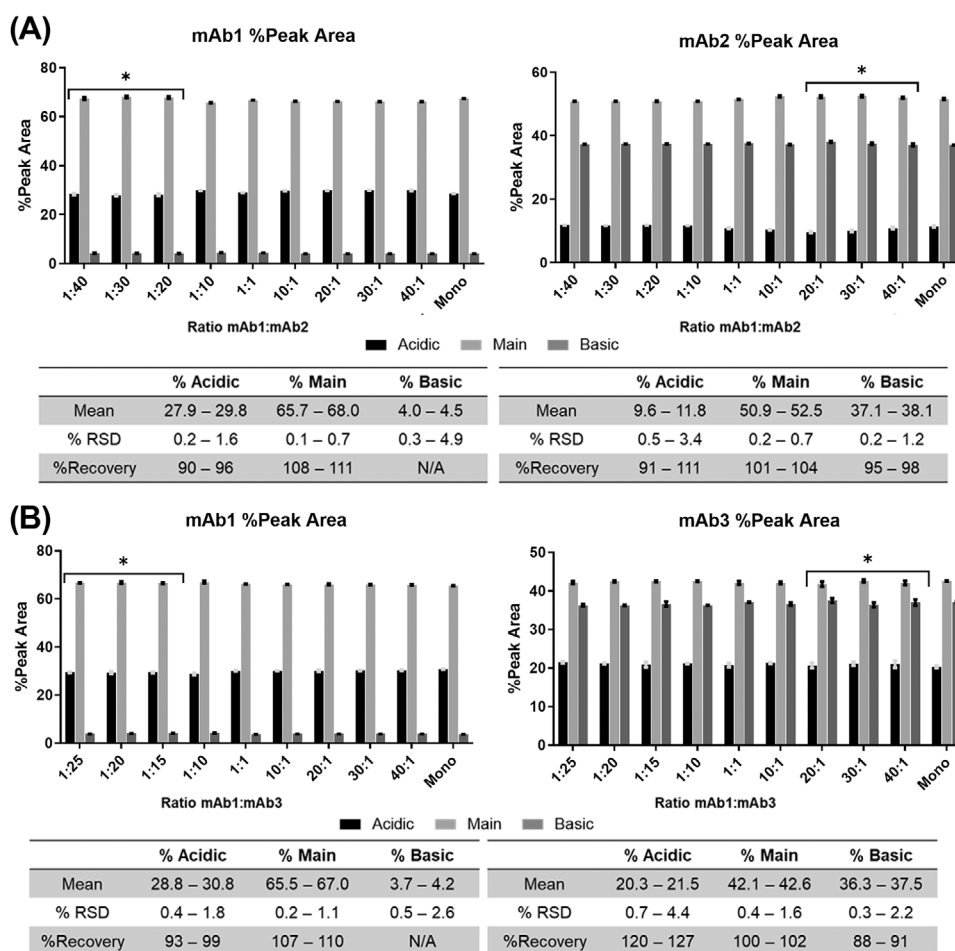 (A)
mAb1 %Peak Area
%Peak Area
80
60
40
20
0
*
1:40 1:30 1:20 1:10 1:1 10:1 20:1 30:1 40:1 Mono
Ratio mAb1:mAb2
mAb2 %Peak Area
%Peak Area
60
40
20
0
*
1:40 1:30 1:20 1:10 1:1 10:1 20:1 30:1 40:1 Mono
Ratio mAb1:mAb2
Acidic Main Basic
% Acidic % Main % Basic
Mean 27.9 – 29.8 65.7 – 68.0 4.0 – 4.5
% RSD 0.2 – 1.6 0.1 – 0.7 0.3 – 4.9
%Recovery 90 – 96 108 – 111 N/A
% Acidic % Main % Basic
Mean 9.6 – 11.8 50.9 – 52.5 37.1 – 38.1
% RSD 0.5 – 3.4 0.2 – 0.7 0.2 – 1.2
%Recovery 91 – 111 101 – 104 95 – 98
(B)
mAb1 %Peak Area
%Peak Area
80
60
40
20
0
*
1:25 1:20 1:15 1:10 1:1 10:1 20:1 30:1 40:1 Mono
Ratio mAb1:mAb3
mAb3 %Peak Area
%Peak Area
50
40
30
20
10
0
*
1:25 1:20 1:15 1:10 1:1 10:1 20:1 30:1 40:1 Mono
Ratio mAb1:mAb3
Acidic Main Basic
% Acidic % Main % Basic
Mean 28.8 – 30.8 65.5 – 67.0 3.7 – 4.2
% RSD 0.4 – 1.8 0.2 – 1.1 0.5 – 2.6
%Recovery 93 – 99 107 – 110 N/A
% Acidic % Main % Basic
Mean 20.3 – 21.5 42.1 – 42.6 36.3 – 37.5
% RSD 0.7 – 4.4 0.4 – 1.6 0.3 – 2.2
%Recovery 120 – 127 100 – 102 88 – 91